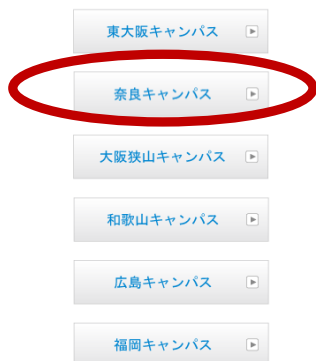 東大阪キャンパス
奈良キャンパス
大阪狭山キャンパス
和歌山キャンパス
広島キャンパス
福岡キャンパス